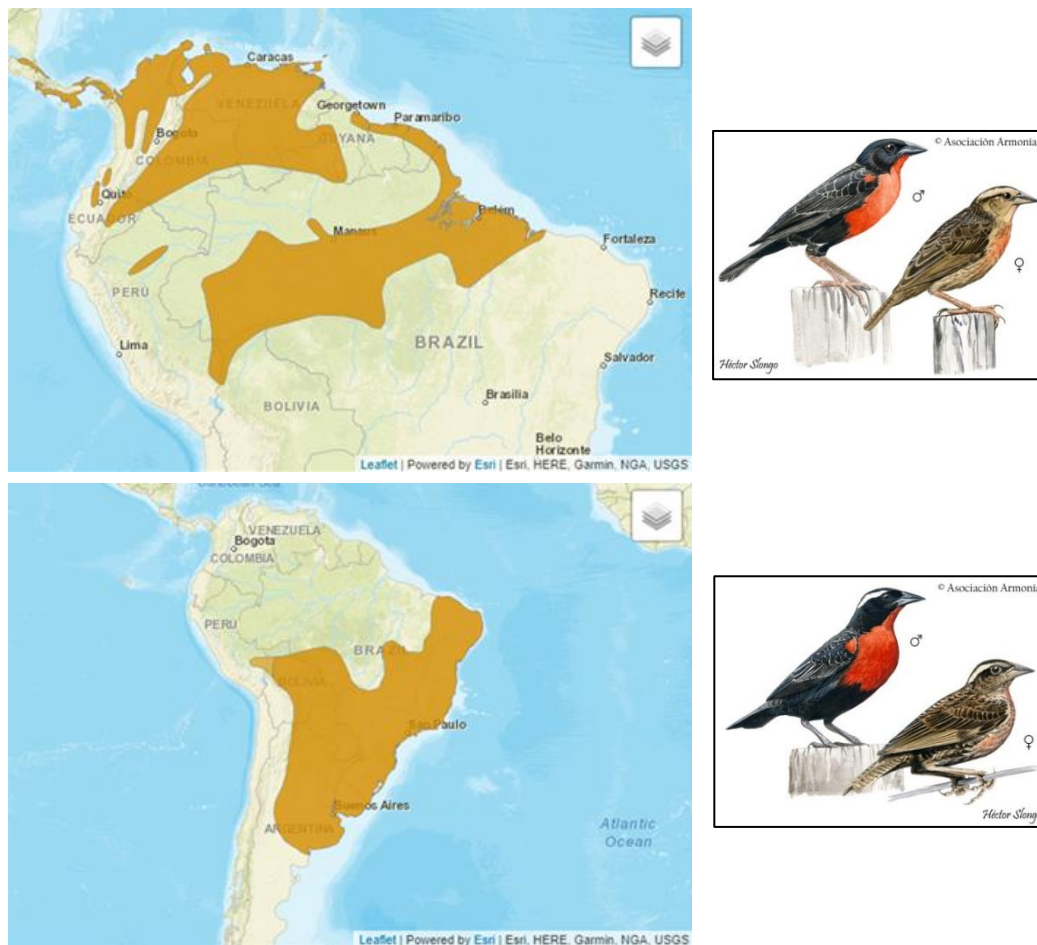 Caracas
VENEZUELA
Georgetown
Paramaribo
GUYANA
Bogota
COLOMBIA
Quito
ECUADOR
Manaus
Belém
Fortaleza
PERÚ
Recife
BRAZIL
Lima
Salvador
Brasilia
BOLIVIA
Belo
Horizonte
Leaflet | Powered by Esri | Esri, HERE, Garmin, NGA, USGS
© Asociación Armonía
♂
♀
Héctor Slongo
VENEZUELA
Bogota
COLOMBIA
PERU
BRAZIL
BOLIVIA
Sao Paulo
Buenos Aires
ARGENTINA
Atlantic
Ocean
Leaflet | Powered by Esri | Esri, HERE, Garmin, NGA, USGS
© Asociación Armonía
♂
♀
Héctor Slongo